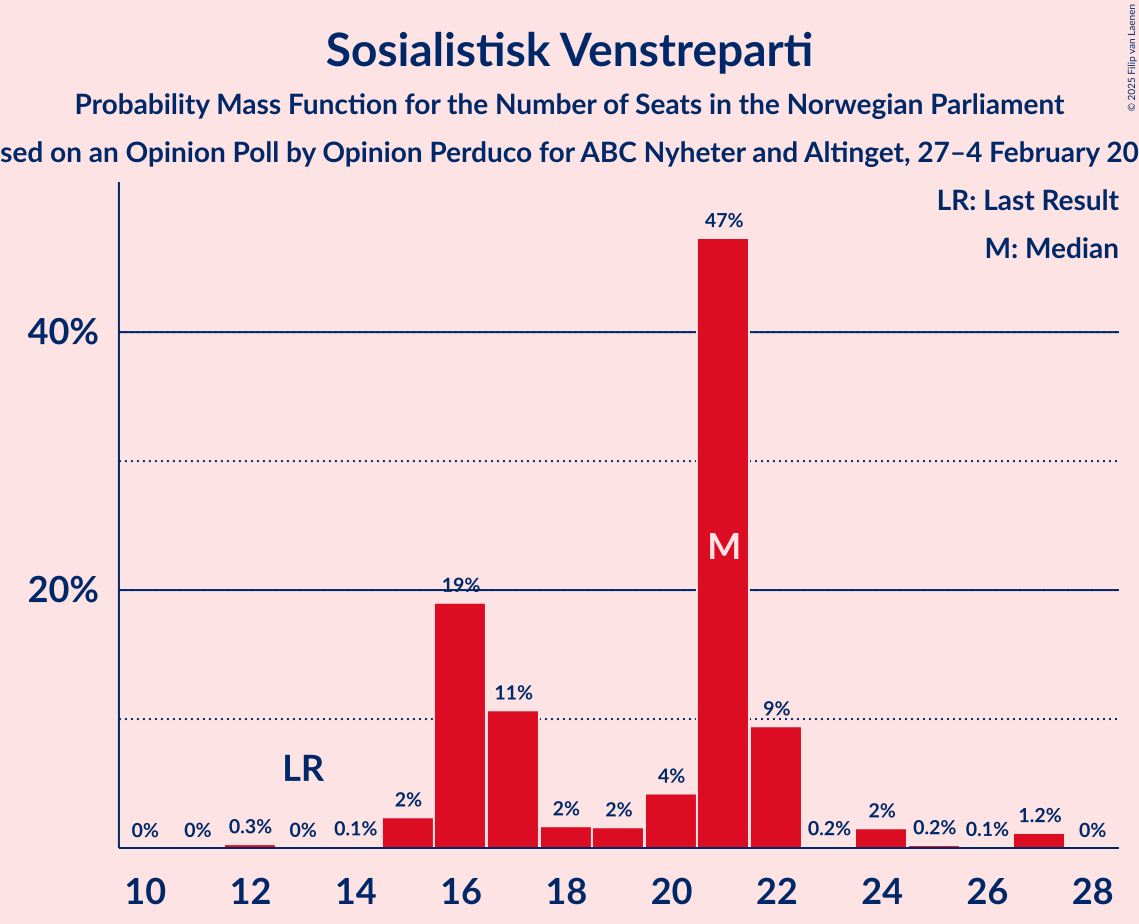 Sosialistisk Venstreparti
Probability Mass Function for the Number of Seats in the Norwegian Parliament
sed on an Opinion Poll by Opinion Perduco for ABC Nyheter and Altinget, 27–4 February 20
© 2025 Filip van Laenen
LR: Last Result
M: Median
40%
20%
47%
19%
11%
9%
4%
2%
2%
2%
2%
1.2%
0%
0%
0.3%
0%
0.1%
0.2%
0.2%
0.1%
0%
LR
M
10 12 14 16 18 20 22 24 26 28